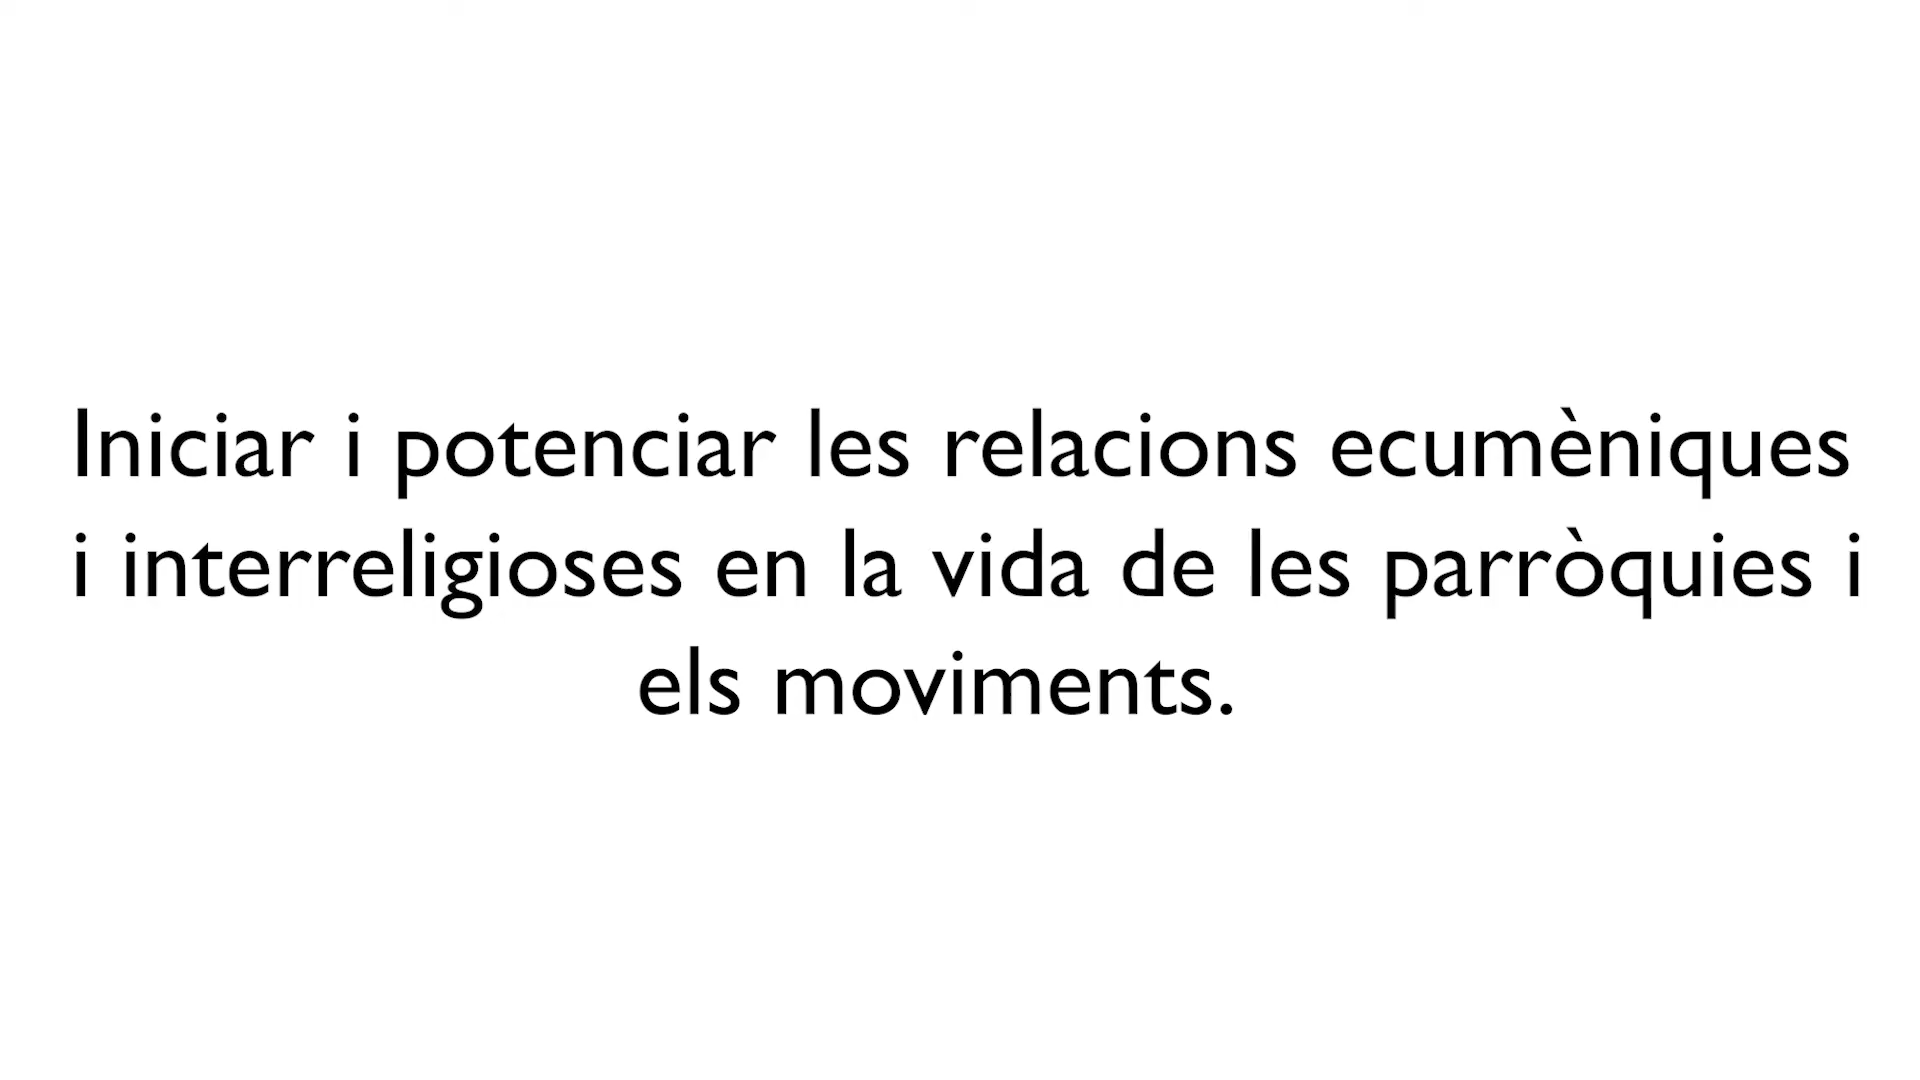 Iniciar i potenciar les relacions ecumèniques
i interreligioses en la vida de les parròquies i
els moviments.